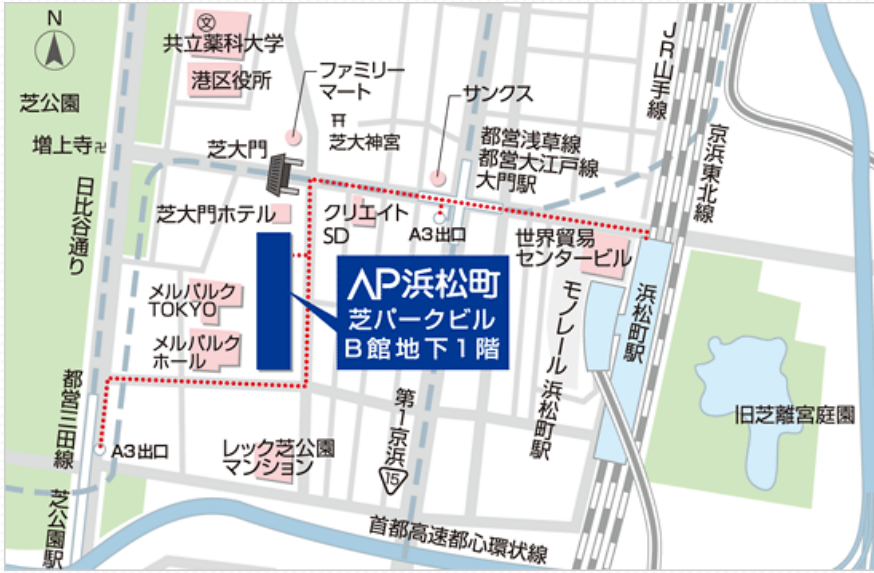 N
文
共立薬科大学
港区役所
芝公園
増上寺卍
ファミリー
マート
芝大神宮
サンクス
JR山手線
京浜東北線
芝大門
都営浅草線
都営大江戸線
大門駅
日比谷通り
芝大門ホテル
クリエイト
SD
A3出口
世界貿易
センタービル
AP浜松町
芝パークビル
B館地下1階
メルパルク
TOKYO
メルパルク
ホール
モノレール 浜松町駅
浜松町駅
旧芝離宮庭園
都営三田線 芝公園駅
A3出口
レック芝公園
マンション
第1京浜
15
首都高速都心環状線